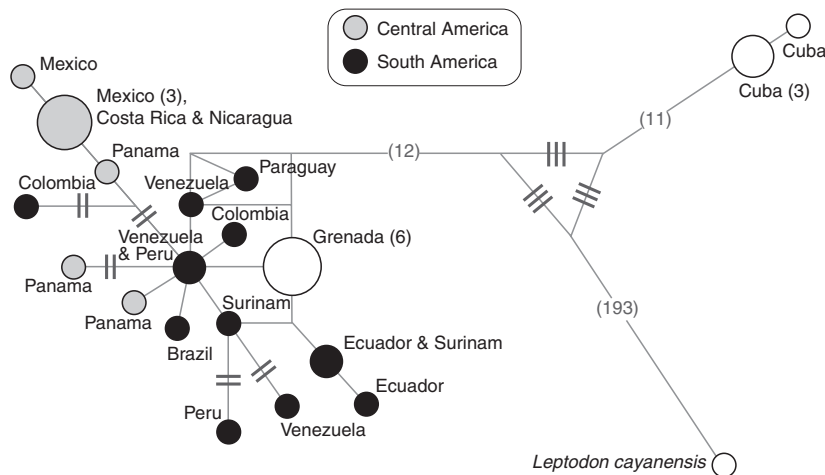 Central America
South America
Cuba
Cuba (3)
Mexico
Mexico (3),
Costa Rica & Nicaragua
Panama
Colombia
(12)
(11)
Paraguay
Venezuela
Colombia
Venezuela
& Peru
Grenada (6)
Panama
Panama
Surinam
Brazil
(193)
Ecuador & Surinam
Ecuador
Peru
Venezuela
Leptodon cayanensis